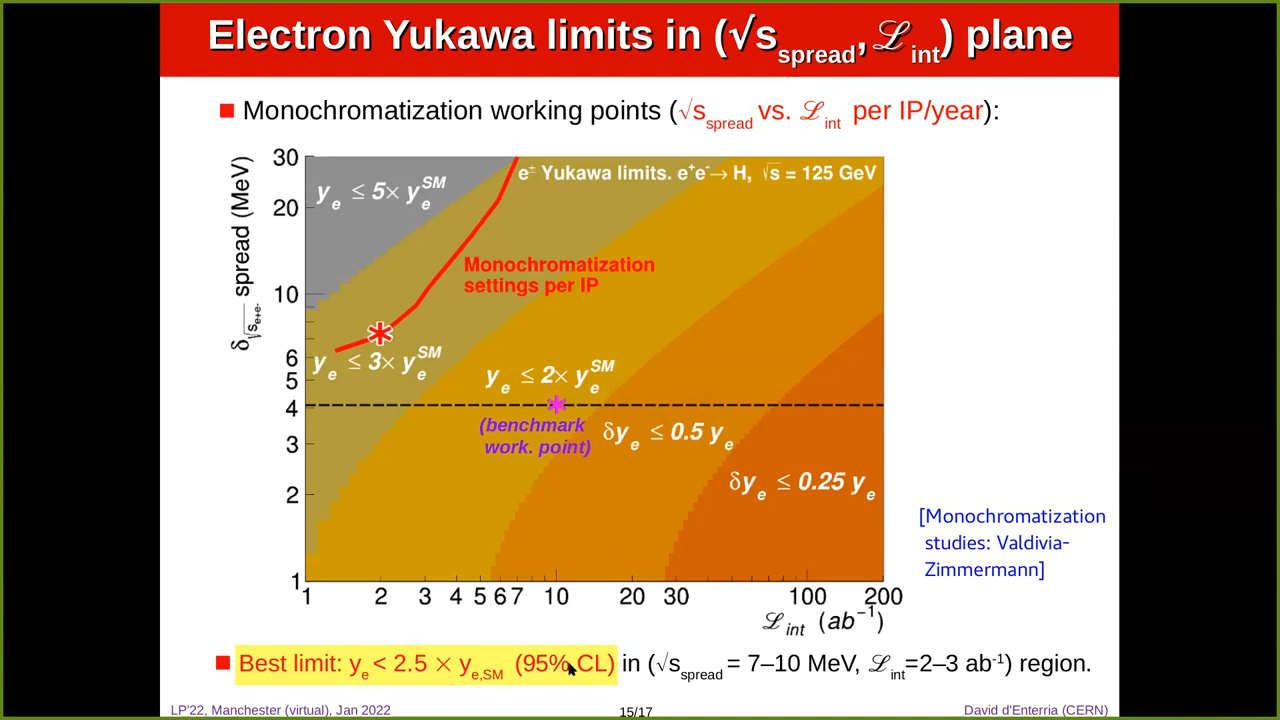 Electron Yukawa limits in (√s_spread, ℒ_int) plane
■ Monochromatization working points (√s_spread vs. ℒ_int per IP/year):
δ_√s_e+e- spread (MeV)
30
20
10
6
5
4
3
2
1
e± Yukawa limits. e⁺e⁻→ H, √s = 125 GeV
y_e ≤ 5× y_e^SM
Monochromatization
settings per IP
y_e ≤ 3× y_e^SM
y_e ≤ 2× y_e^SM
(benchmark
work. point)
δy_e ≤ 0.5 y_e
δy_e ≤ 0.25 y_e
1 2 3 4 5 6 7 10 20 30 100 200
ℒ_int (ab⁻¹)
[Monochromatization
studies: Valdivia-
Zimmermann]
■ Best limit: y_e < 2.5 × y_e,SM (95% CL) in (√s_spread = 7–10 MeV, ℒ_int=2–3 ab⁻¹) region.
LP'22, Manchester (virtual), Jan 2022 15/17 David d'Enterria (CERN)